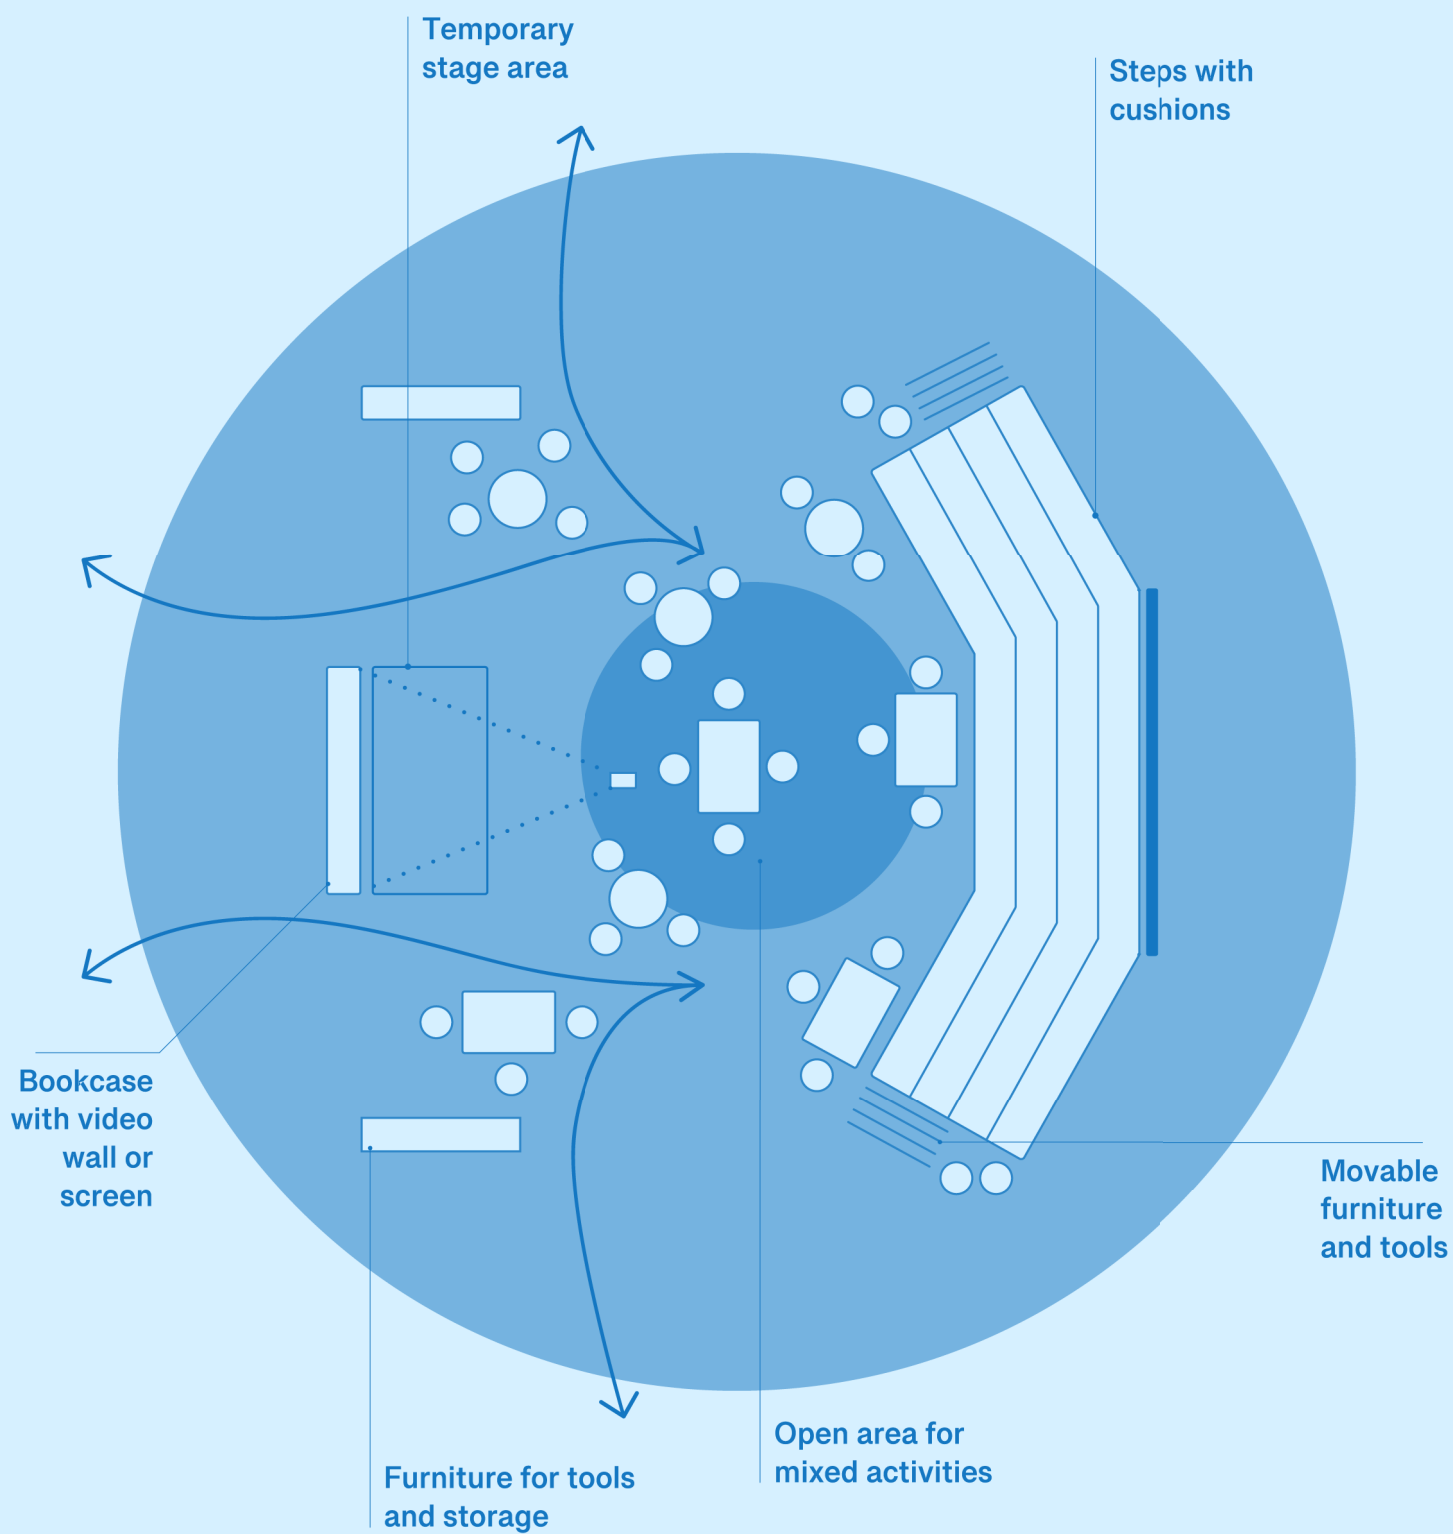 Temporary
stage area
Steps with
cushions
Bookcase
with video
wall or
screen
Movable
furniture
and tools
Open area for
mixed activities
Furniture for tools
and storage